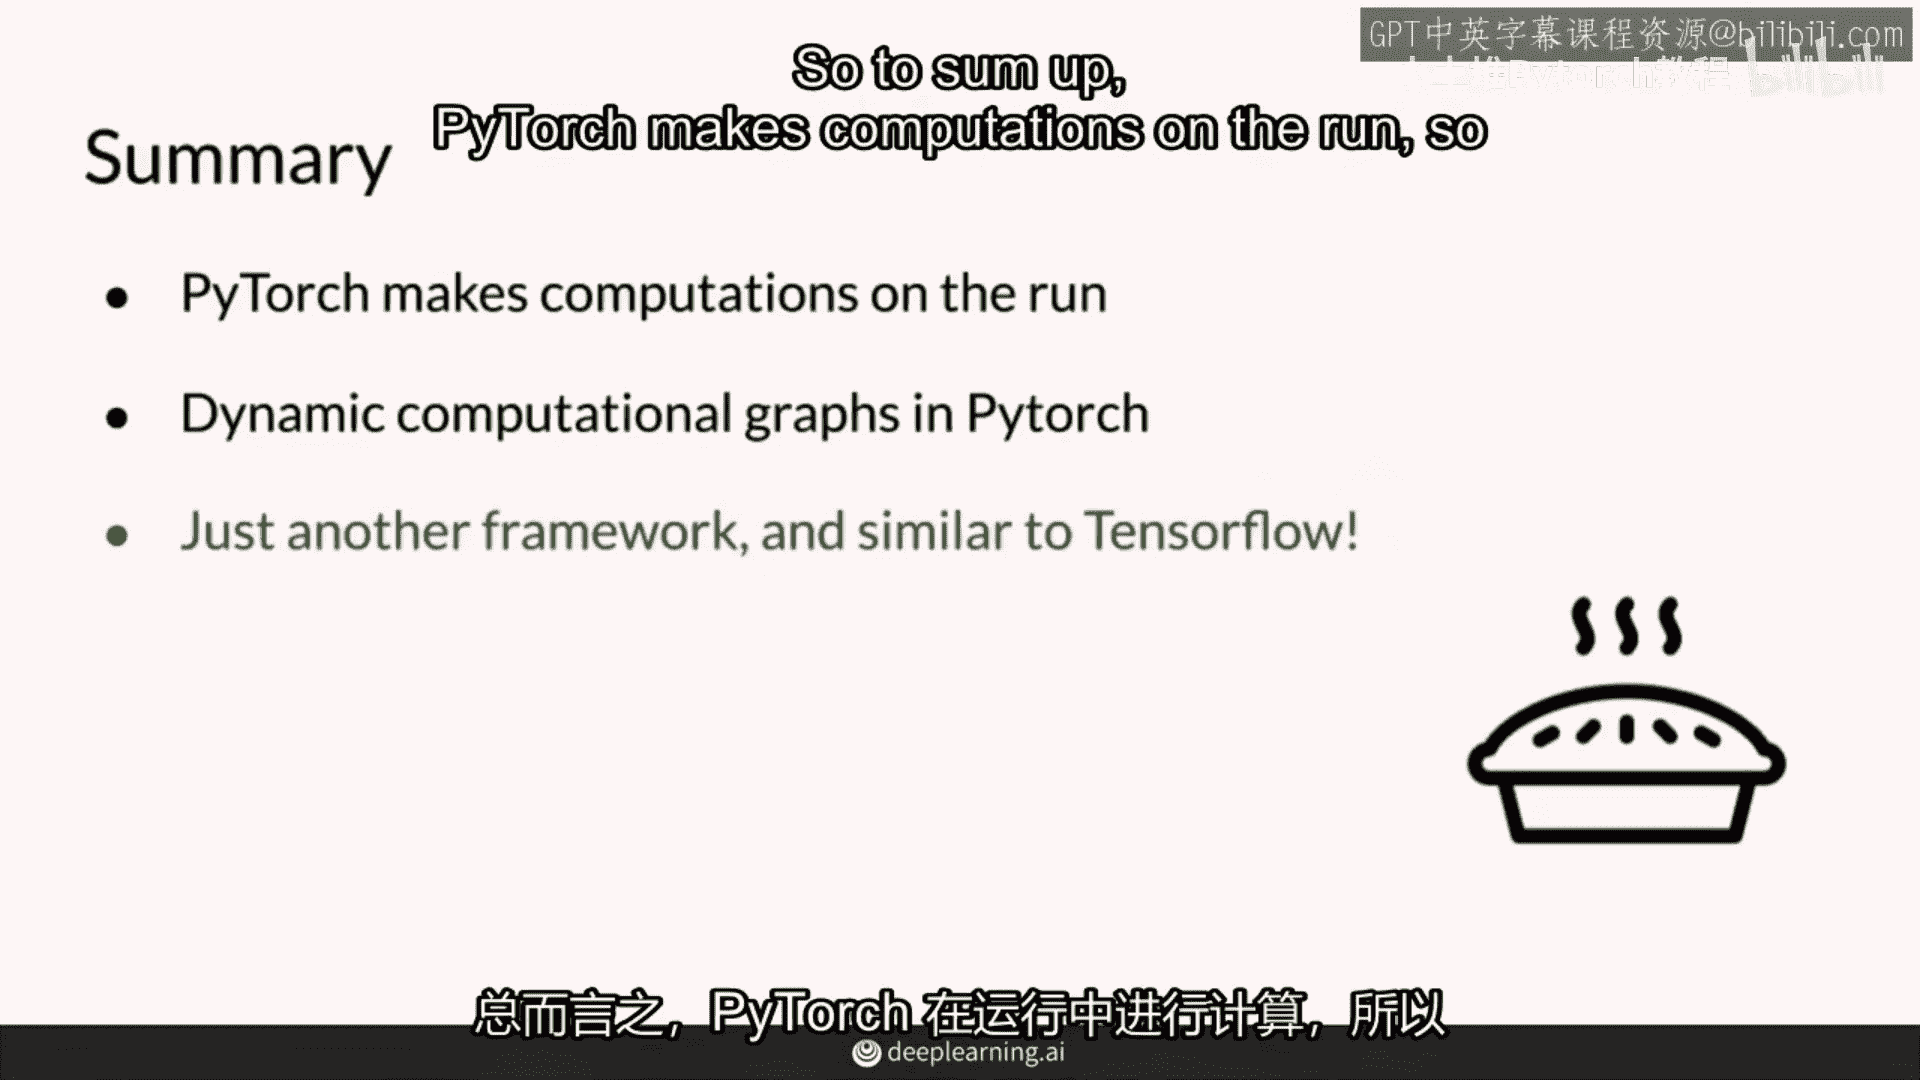 GPT中英字幕课程资源@bilibili.com
So to sum up,
PyTorch makes computations on the run, so
Summary
PyTorch makes computations on the run
Dynamic computational graphs in Pytorch
Just another framework, and similar to Tensorflow!
总而言之，PyTorch 在运行中进行计算，所以
deeplearning.ai